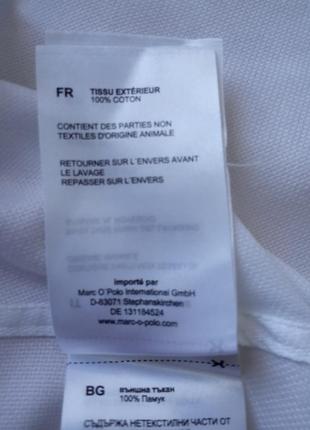 FR TISSU EXTÉRIEUR
100% COTON
CONTIENT DES PARTIES NON
TEXTILES D'ORIGINE ANIMALE
RETOURNER SUR L'ENVERS AVANT
LE LAVAGE
REPASSER SUR L'ENVERS
importé par
Marc O´Polo International GmbH
D-83071 Stephanskirchen
DE 131184524
www.marc-o-polo.com
BG ВЪНШНА ТЪКАН
100% Памук
СЪДЪРЖА НЕТЕКСТИЛНИ ЧАСТИ ОТ